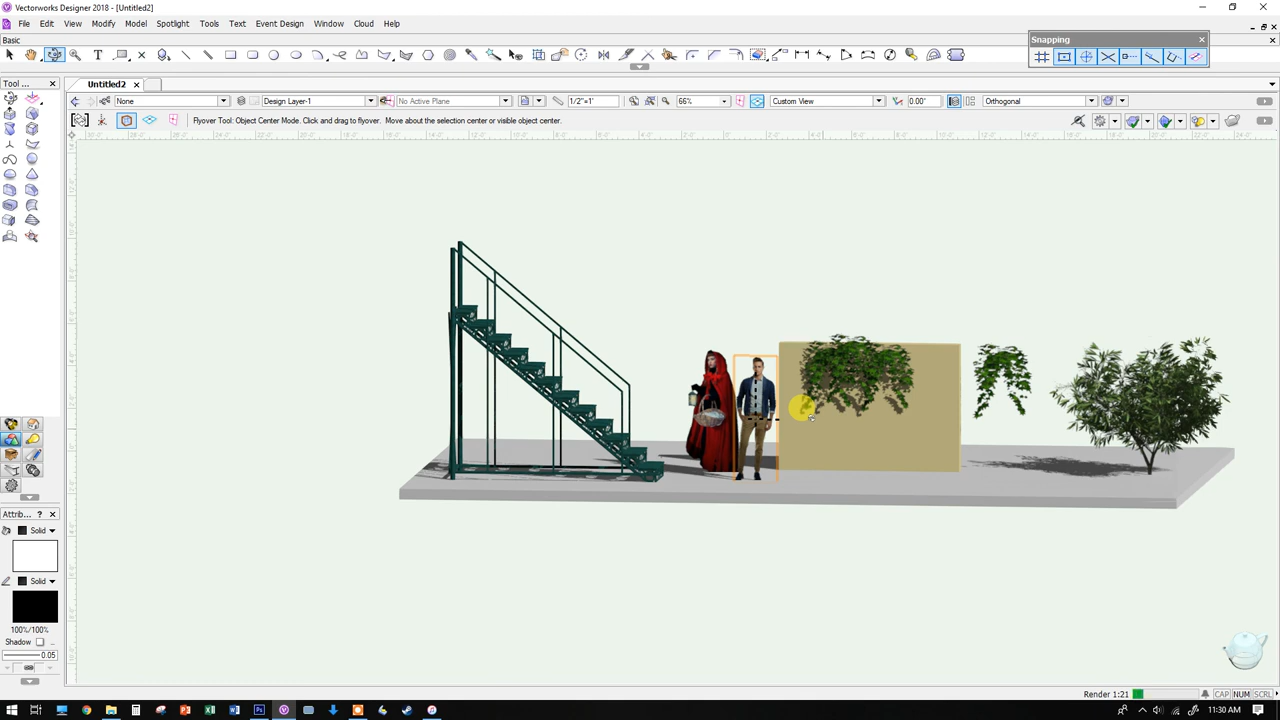 Vectorworks Designer 2018 - [Untitled2]
File Edit View Modify Model Spotlight Tools Text Event Design Window Cloud Help
Basic
Snapping
Tool ...
Untitled2
None Design Layer-1 No Active Plane 1/2"=1' 66% Custom View 0.00° Orthogonal
Flyover Tool: Object Center Mode. Click and drag to flyover. Move about the selection center or visible object center.
Attrib...
?
Solid
Solid
100%/100%
Shadow
0.05
Render 1:21 CAP NUM SCRL
11:30 AM